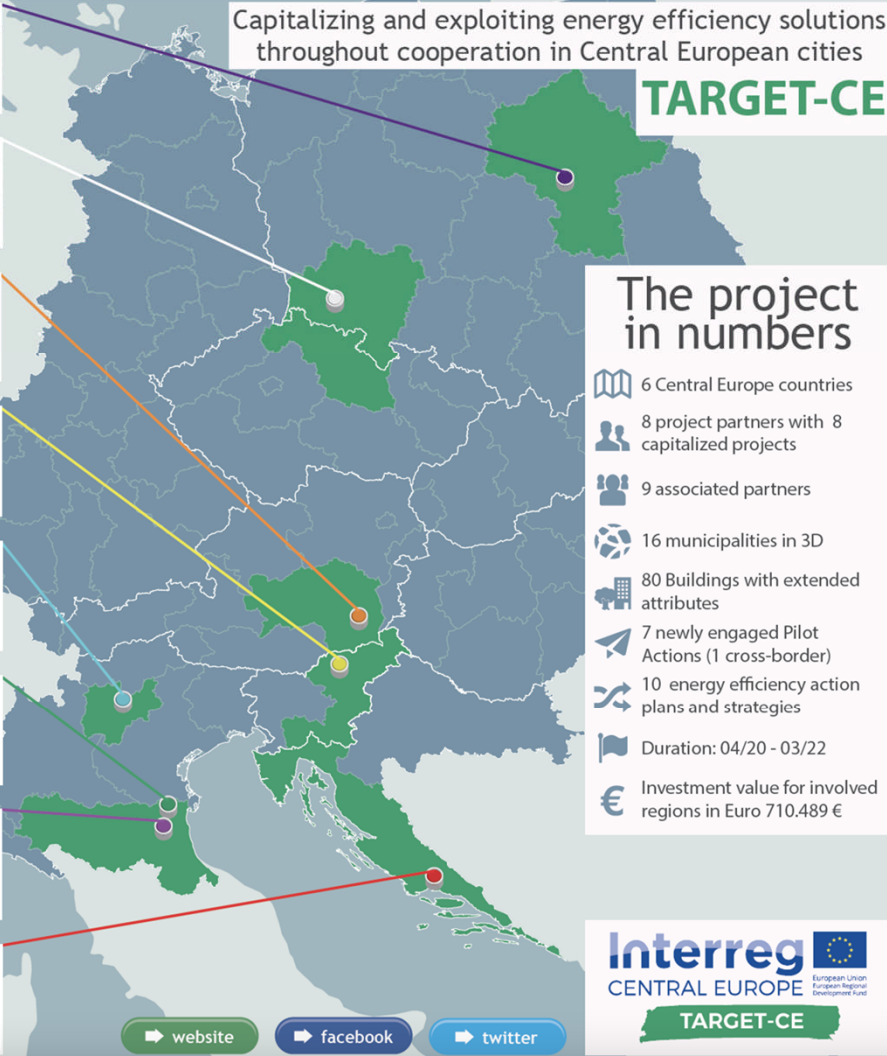 Capitalizing and exploiting energy efficiency solutions
throughout cooperation in Central European cities
TARGET-CE
The project
in numbers
6 Central Europe countries
8 project partners with 8
capitalized projects
9 associated partners
16 municipalities in 3D
80 Buildings with extended
attributes
7 newly engaged Pilot
Actions (1 cross-border)
10 energy efficiency action
plans and strategies
Duration: 04/20 - 03/22
€
Investment value for involved
regions in Euro 710.489 €
Interreg
CENTRAL EUROPE
European Union
European Regional
Development Fund
TARGET-CE
website
facebook
twitter